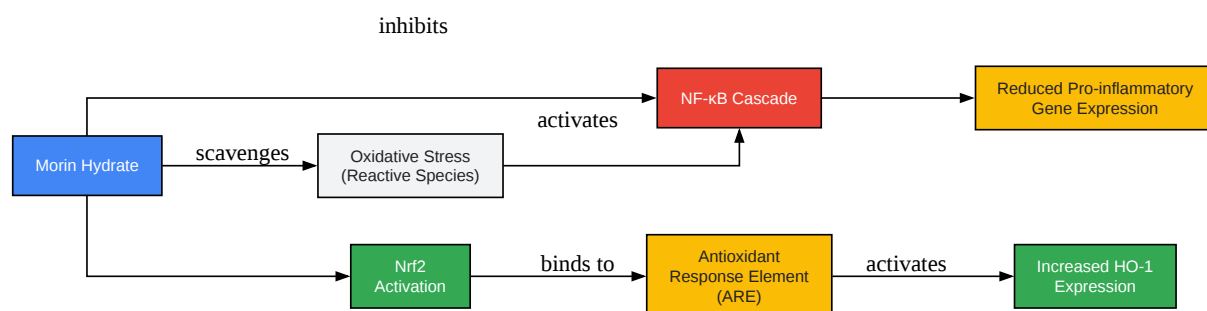 inhibits
NF-κB Cascade
Reduced Pro-inflammatory
Gene Expression
activates
Morin Hydrate
scavenges
Oxidative Stress
(Reactive Species)
Nrf2
Activation
binds to
Antioxidant
Response Element
(ARE)
activates
Increased HO-1
Expression